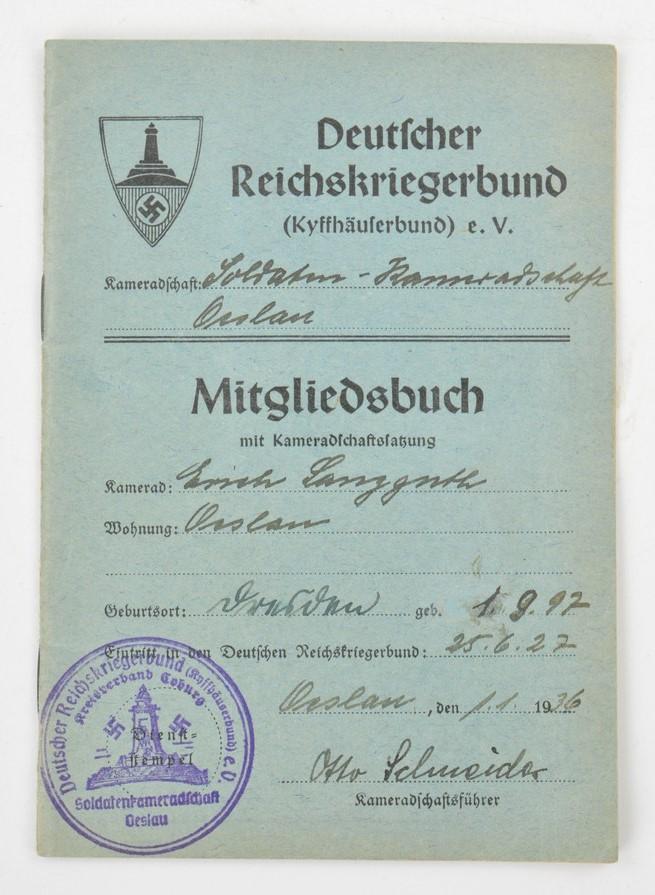 Deutscher
Reichskriegerbund
(Kyffhäuserbund) e. V.
Kameradschaft: Soldaten-Kameradschaft
Oeslau
Mitgliedsbuch
mit Kameradschaftssatzung
Kamerad: Erich Langguth
Wohnung: Oeslau
Geburtsort: Dresden geb. 1.9.97
Eintritt in den Deutschen Reichskriegerbund: 25.6.27
Oeslau, den 1.1. 1936
Otto Schneider
Kameradschaftsführer
Deutscher Reichskriegerbund (Kyffhäuserbund) e.V.
Kreisverband Coburg
Dienst-
stempel
Soldatenkameradschaft
Oeslau